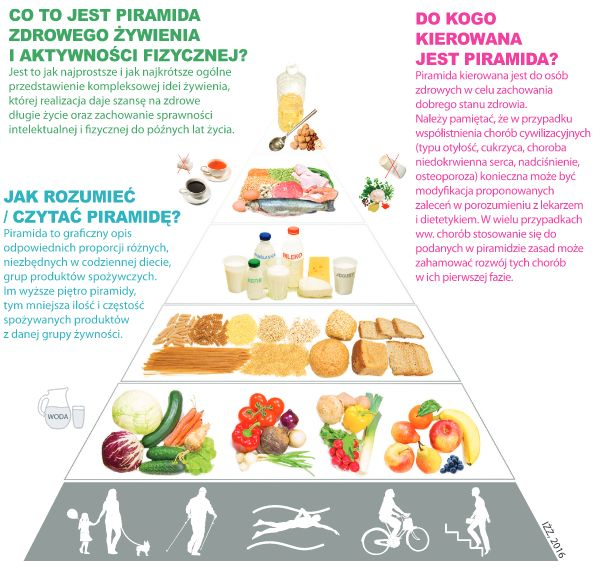 CO TO JEST PIRAMIDA
ZDROWEGO ŻYWIENIA
I AKTYWNOŚCI FIZYCZNEJ?
Jest to jak najprostsze i jak najkrótsze ogólne
przedstawienie kompleksowej idei żywienia,
której realizacja daje szansę na zdrowe
długie życie oraz zachowanie sprawności
intelektualnej i fizycznej do późnych lat życia.
JAK ROZUMIEĆ
/ CZYTAĆ PIRAMIDĘ?
Piramida to graficzny opis
odpowiednich proporcji różnych,
niezbędnych w codziennej diecie,
grup produktów spożywczych.
Im wyższe piętro piramidy,
tym mniejsza ilość i częstość
spożywanych produktów
z danej grupy żywności.
DO KOGO
KIEROWANA
JEST PIRAMIDA?
Piramida kierowana jest do osób
zdrowych w celu zachowania
dobrego stanu zdrowia.
Należy pamiętać, że w przypadku
współistnienia chorób cywilizacyjnych
(typu otyłość, cukrzyca, choroba
niedokrwienna serca, nadciśnienie,
osteoporoza) konieczna może być
modyfikacja proponowanych
zaleceń w porozumieniu z lekarzem
i dietetykiem. W wielu przypadkach
ww. chorób stosowanie się do
podanych w piramidzie zasad może
zahamować rozwój tych chorób
w ich pierwszej fazie.
MAŚLANKA
MLEKO
KEFIR
JOGURT
WODA
IŻŻ, 2016